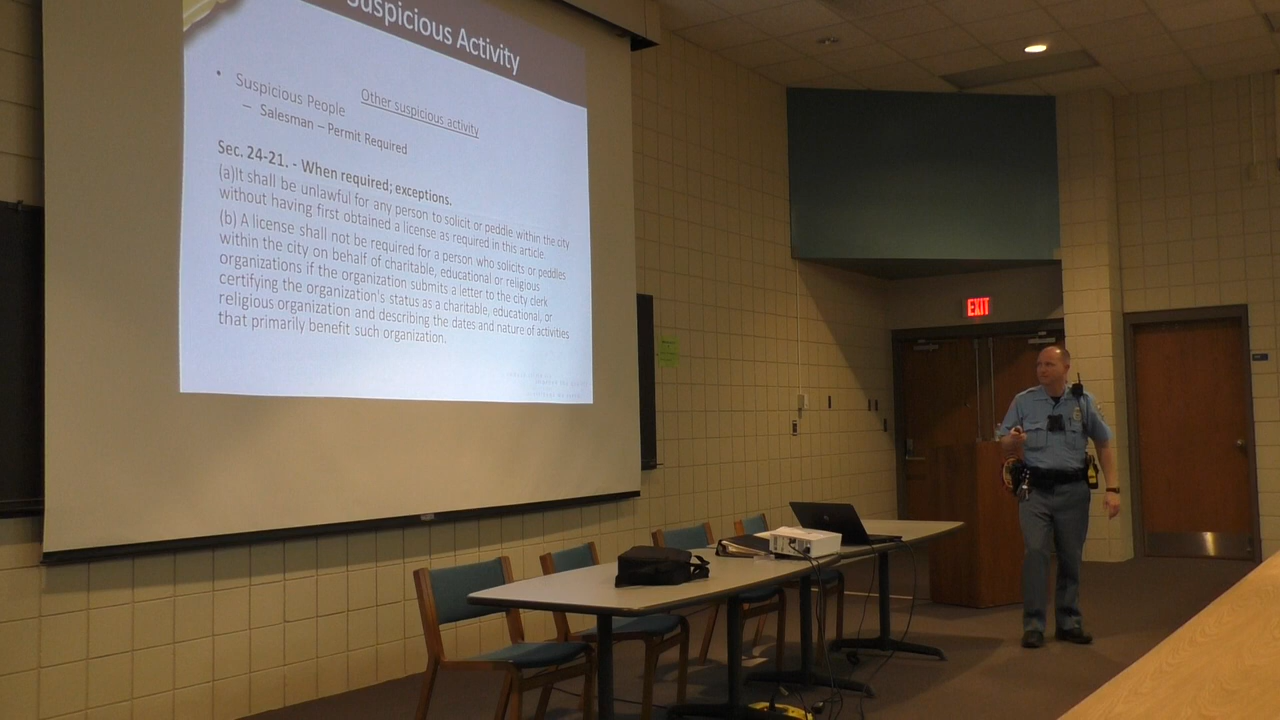 Suspicious Activity
Other suspicious activity
• Suspicious People
– Salesman – Permit Required
Sec. 24-21. - When required; exceptions.
(a)It shall be unlawful for any person to solicit or peddle within the city
without having first obtained a license as required in this article.
(b) A license shall not be required for a person who solicits or peddles
within the city on behalf of charitable, educational or religious
organizations if the organization submits a letter to the city clerk
certifying the organization's status as a charitable, educational, or
religious organization and describing the dates and nature of activities
that primarily benefit such organization.
EXIT